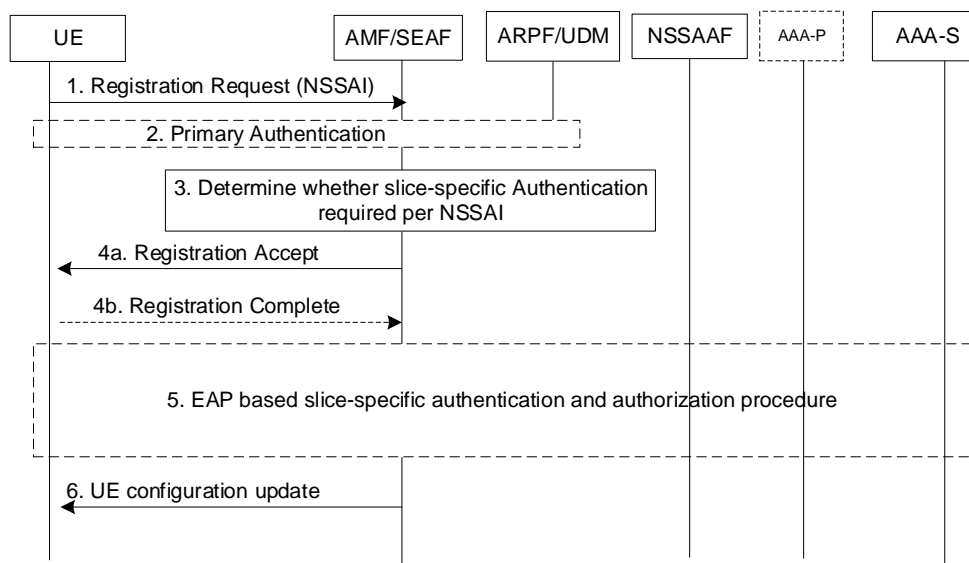 UE
AMF/SEAF
ARPF/UDM
NSSAAF
AAA-P
AAA-S
1. Registration Request (NSSAI)
2. Primary Authentication
3. Determine whether slice-specific Authentication
required per NSSAI
4a. Registration Accept
4b. Registration Complete
5. EAP based slice-specific authentication and authorization procedure
6. UE configuration update